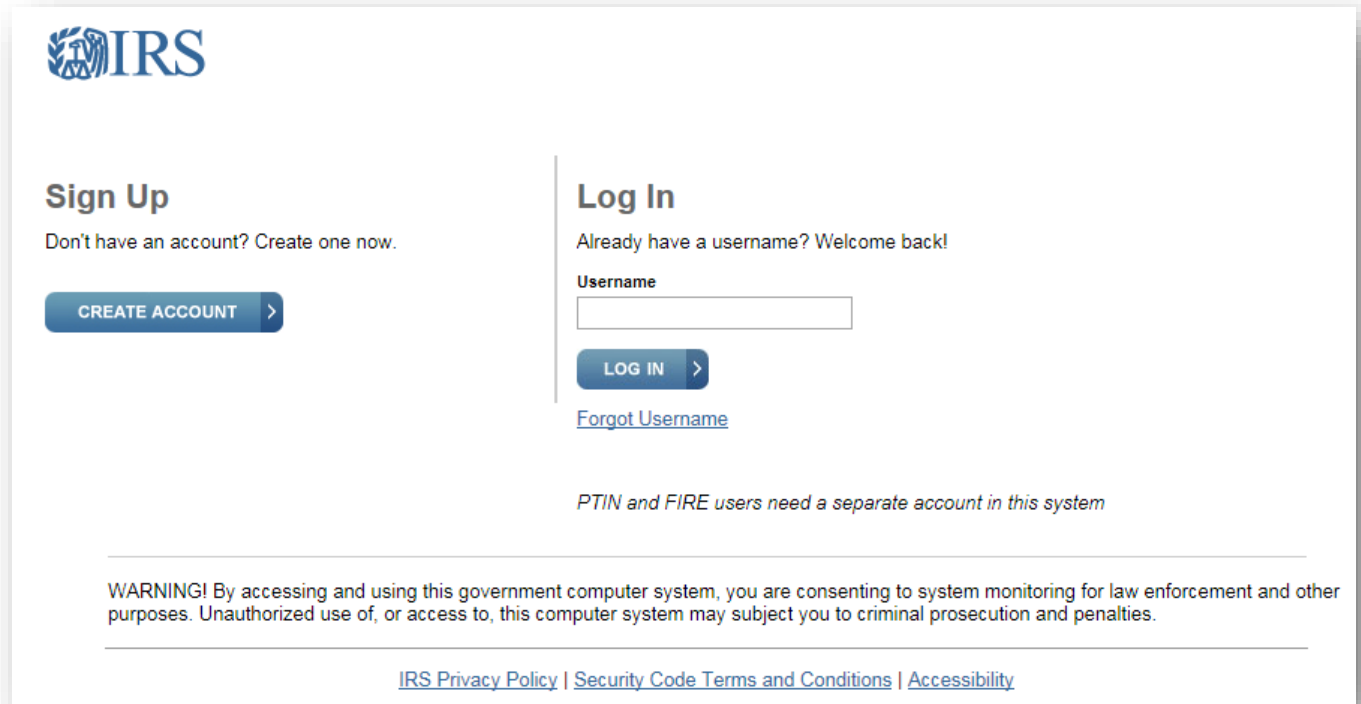 IRS
Sign Up
Don't have an account? Create one now.
CREATE ACCOUNT
Log In
Already have a username? Welcome back!
Username
LOG IN
Forgot Username
PTIN and FIRE users need a separate account in this system
WARNING! By accessing and using this government computer system, you are consenting to system monitoring for law enforcement and other
purposes. Unauthorized use of, or access to, this computer system may subject you to criminal prosecution and penalties.
IRS Privacy Policy | Security Code Terms and Conditions | Accessibility